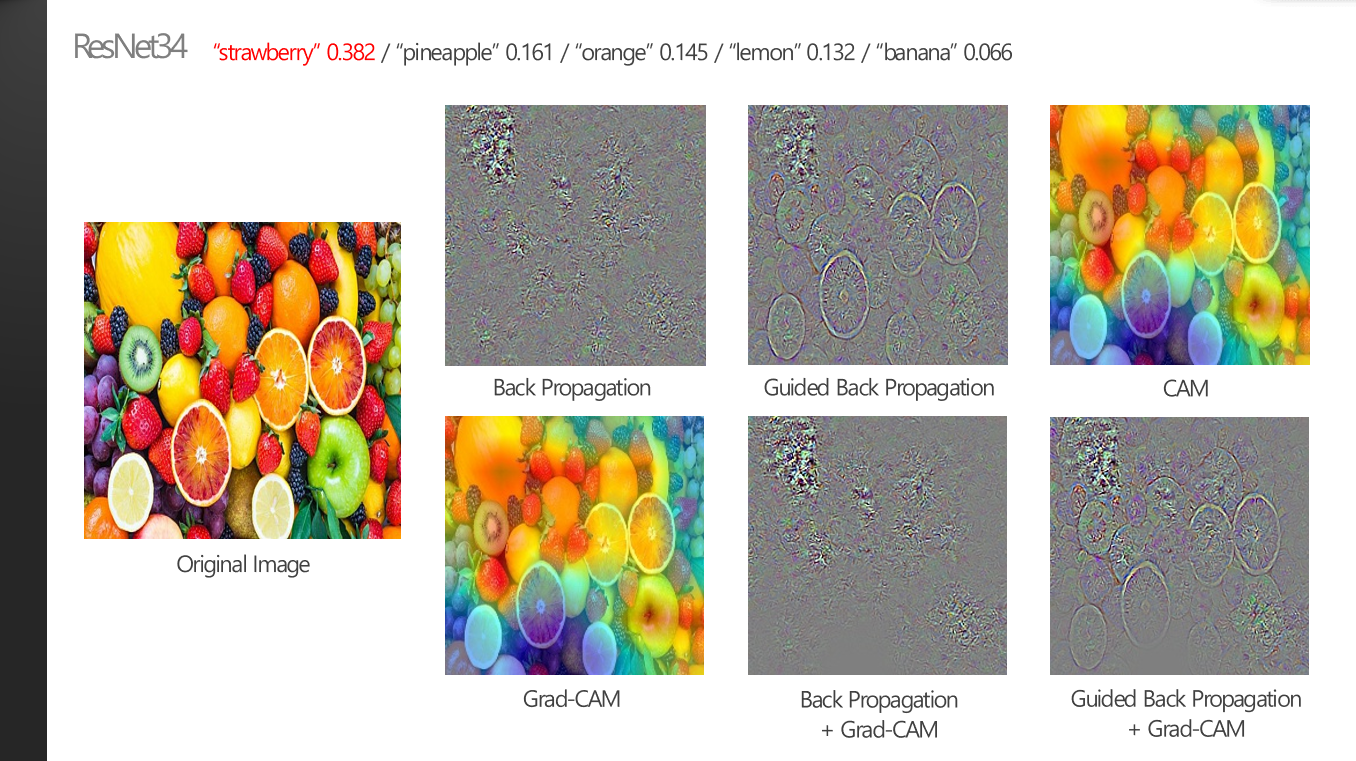 ResNet34
“strawberry” 0.382 / “pineapple” 0.161 / “orange” 0.145 / “lemon” 0.132 / “banana” 0.066
Back Propagation
Guided Back Propagation
CAM
Original Image
Grad-CAM
Back Propagation
+ Grad-CAM
Guided Back Propagation
+ Grad-CAM